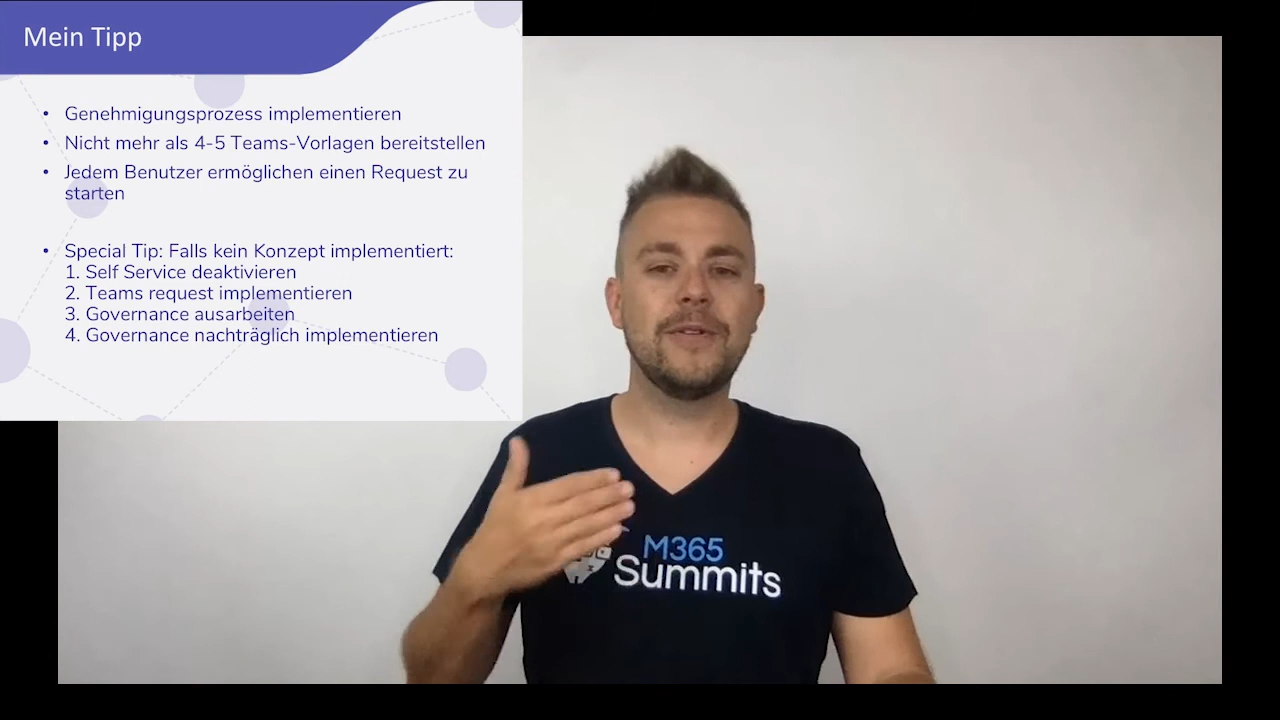 Mein Tipp
• Genehmigungsprozess implementieren
• Nicht mehr als 4-5 Teams-Vorlagen bereitstellen
• Jedem Benutzer ermöglichen einen Request zu
starten
• Special Tip: Falls kein Konzept implementiert:
1. Self Service deaktivieren
2. Teams request implementieren
3. Governance ausarbeiten
4. Governance nachträglich implementieren
M365
Summits